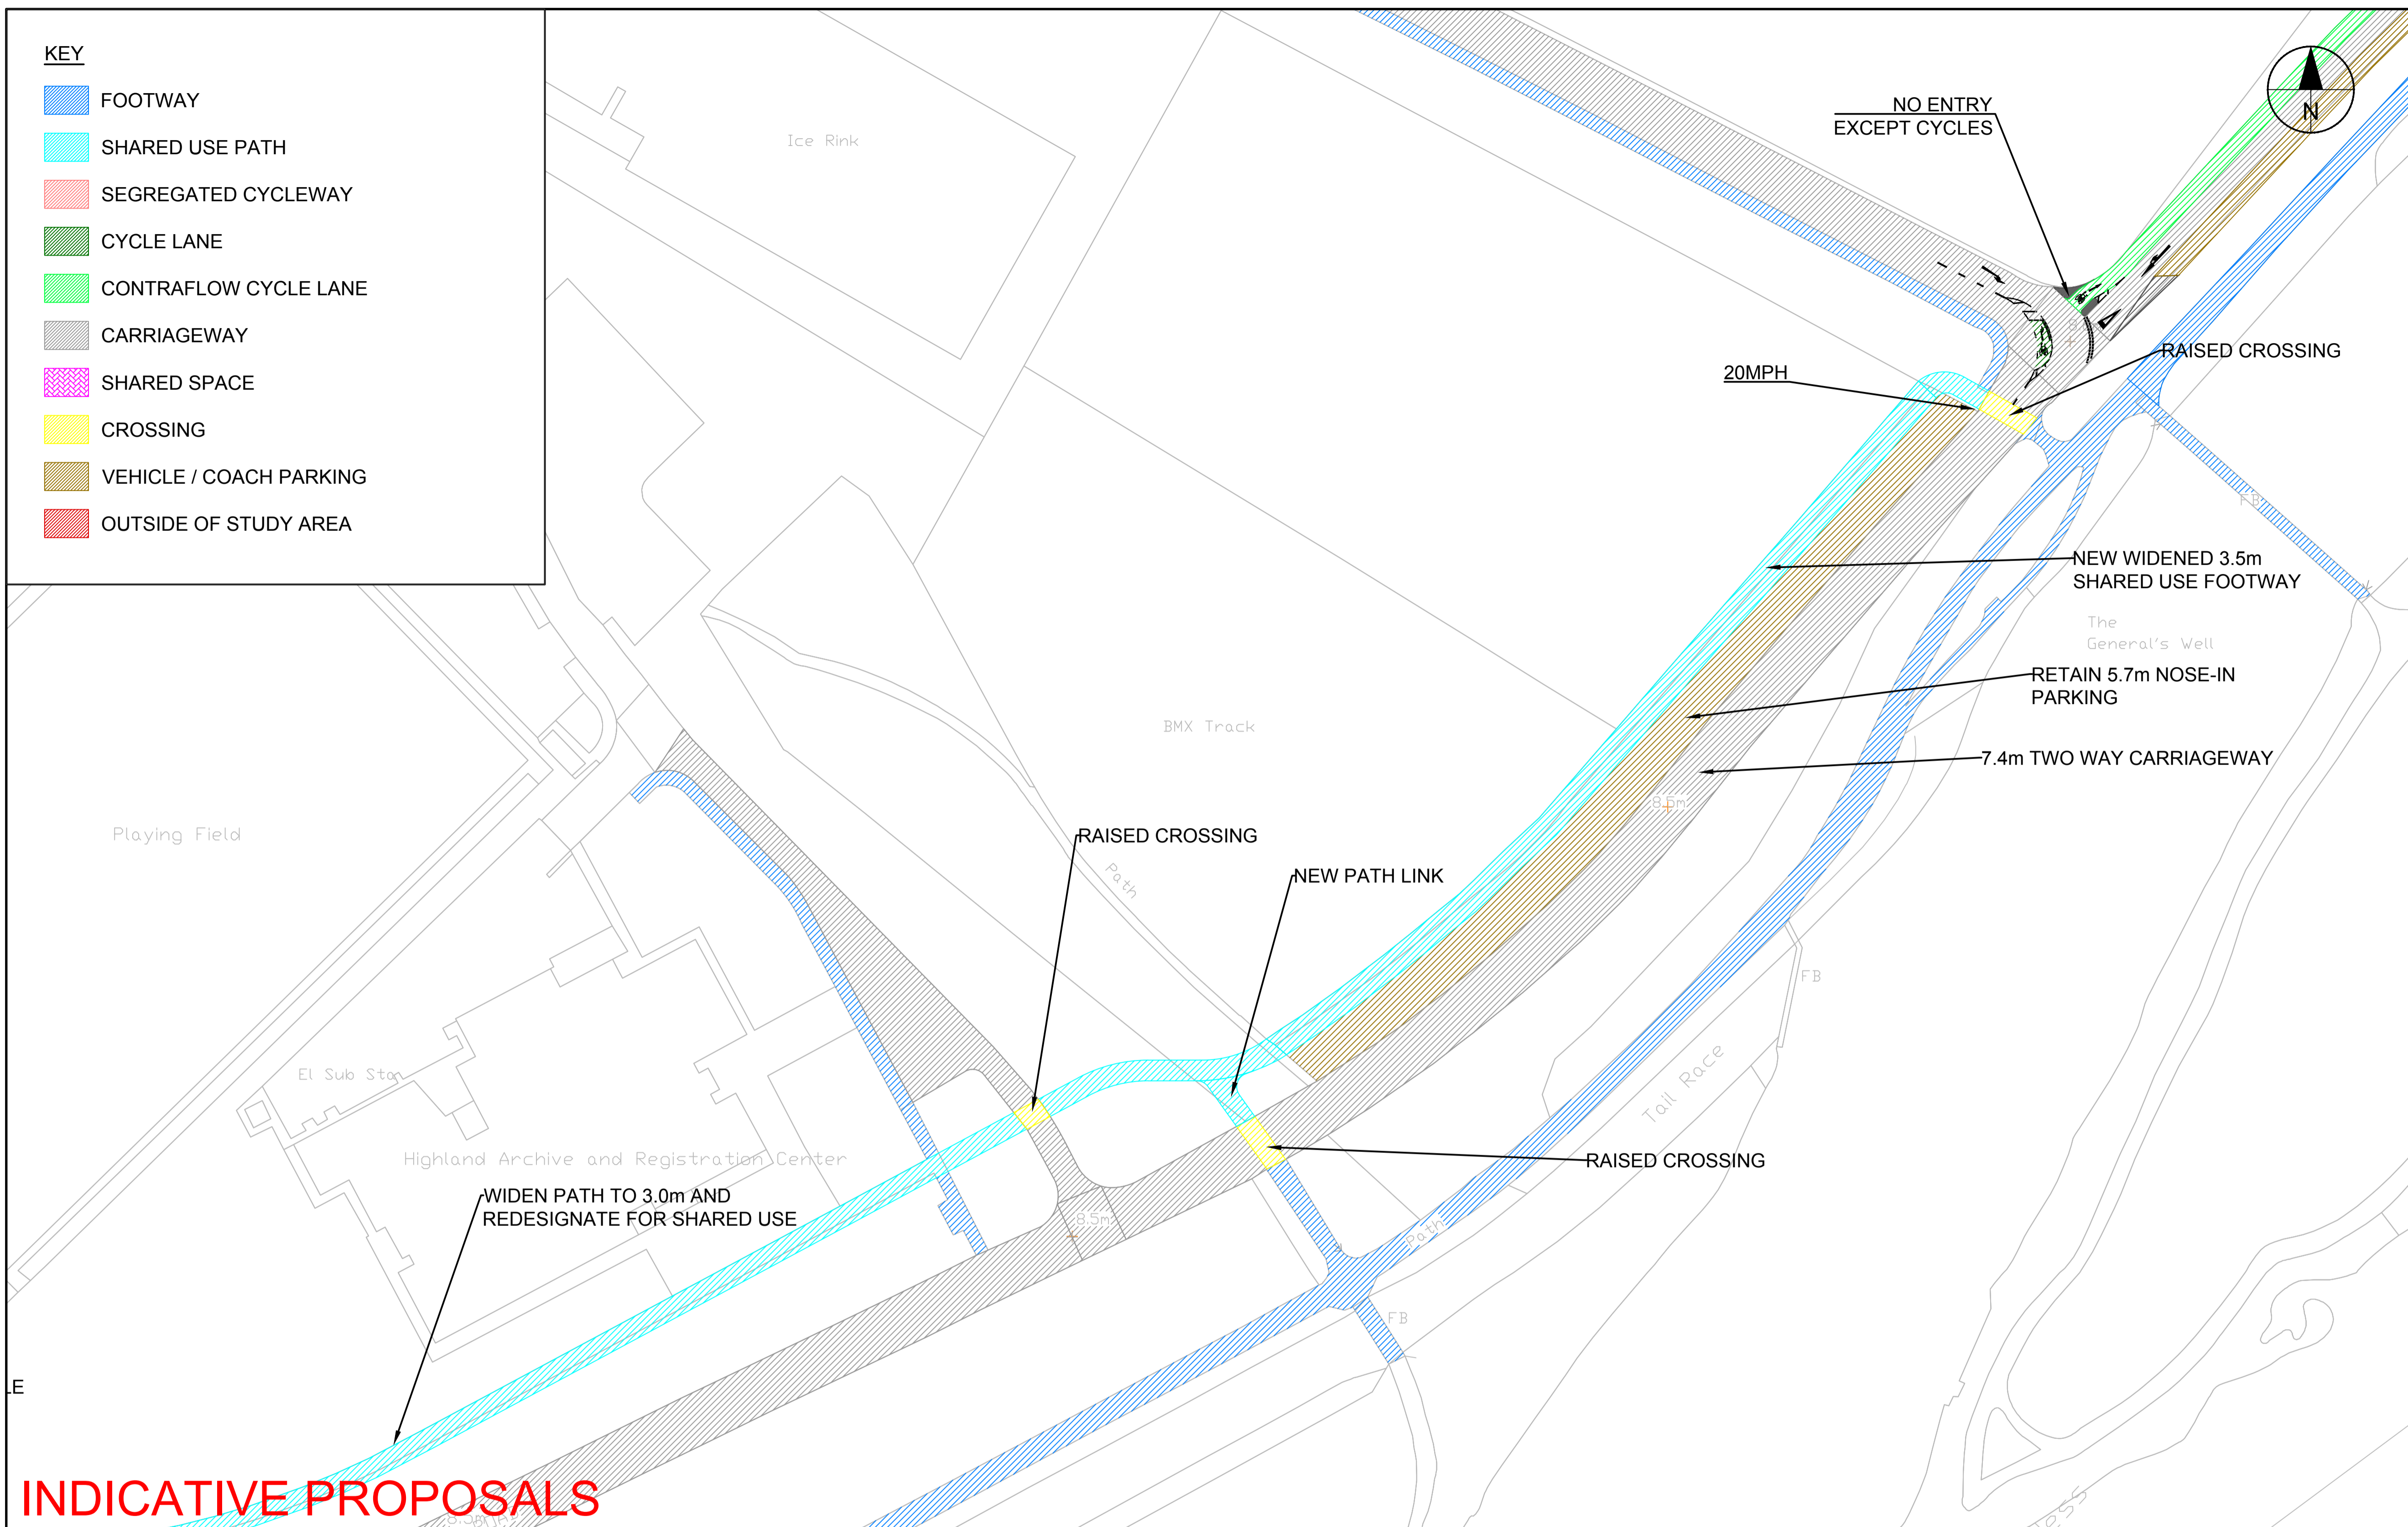 KEY
FOOTWAY
SHARED USE PATH
SEGREGATED CYCLEWAY
CYCLE LANE
CONTRAFLOW CYCLE LANE
CARRIAGEWAY
SHARED SPACE
CROSSING
VEHICLE / COACH PARKING
OUTSIDE OF STUDY AREA
Ice Rink
NO ENTRY
EXCEPT CYCLES
N
RAISED CROSSING
20MPH
FB
NEW WIDENED 3.5m
SHARED USE FOOTWAY
The
General's Well
RETAIN 5.7m NOSE-IN
PARKING
BMX Track
7.4m TWO WAY CARRIAGEWAY
8.5m
Playing Field
RAISED CROSSING
Path
NEW PATH LINK
FB
El Sub Sta
Tail Race
Highland Archive and Registration Center
RAISED CROSSING
WIDEN PATH TO 3.0m AND
REDESIGNATE FOR SHARED USE
8.5m
Path
FB
LE
INDICATIVE PROPOSALS
8.5m